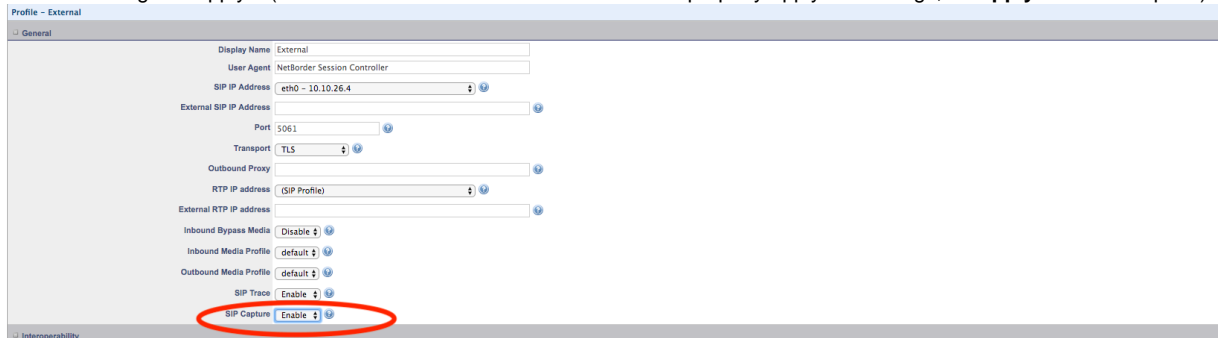 Profile - External
General
Display Name External
User Agent NetBorder Session Controller
SIP IP Address eth0 - 10.10.26.4
External SIP IP Address
Port 5061
Transport TLS
Outbound Proxy
RTP IP address (SIP Profile)
External RTP IP address
Inbound Bypass Media Disable
Inbound Media Profile default
Outbound Media Profile default
SIP Trace Enable
SIP Capture Enable
Interoperability